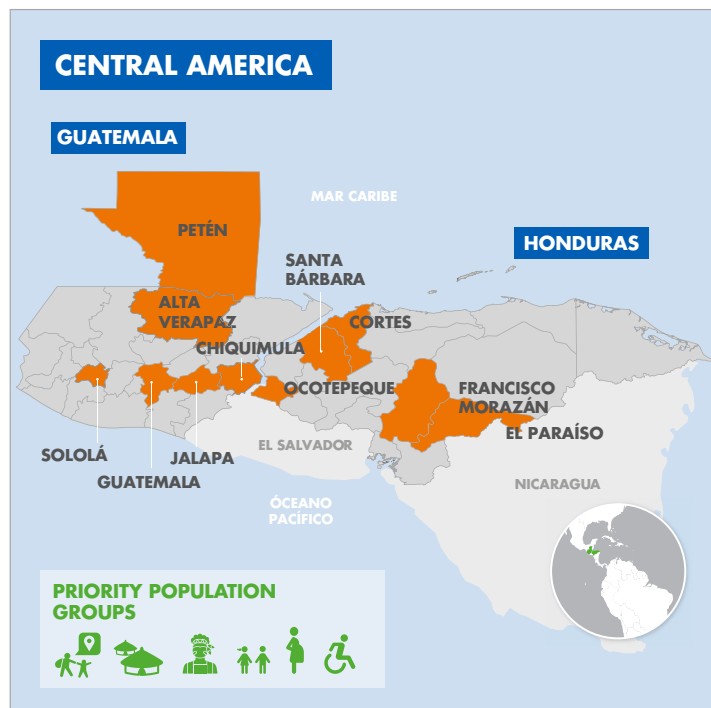 CENTRAL AMERICA
GUATEMALA
MAR CARIBE
PETÉN
HONDURAS
SANTA
BÁRBARA
ALTA
VERAPAZ
CORTES
CHIQUIMULA
OCOTEPEQUE
FRANCISCO
MORAZÁN
EL PARAÍSO
EL SALVADOR
SOLOLÁ
JALAPA
GUATEMALA
NICARAGUA
ÓCEANO
PACÍFICO
PRIORITY POPULATION
GROUPS